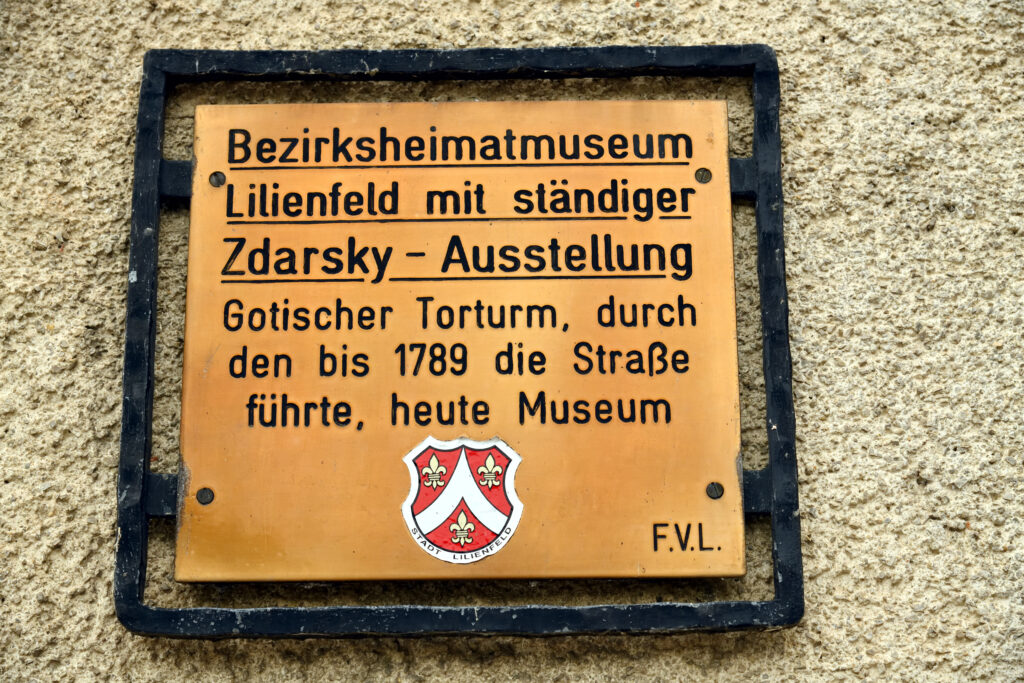 Bezirksheimatmuseum
Lilienfeld mit ständiger
Zdarsky - Ausstellung
Gotischer Torturm, durch
den bis 1789 die Straße
führte, heute Museum
STADT LILIENFELD
F.V.L.